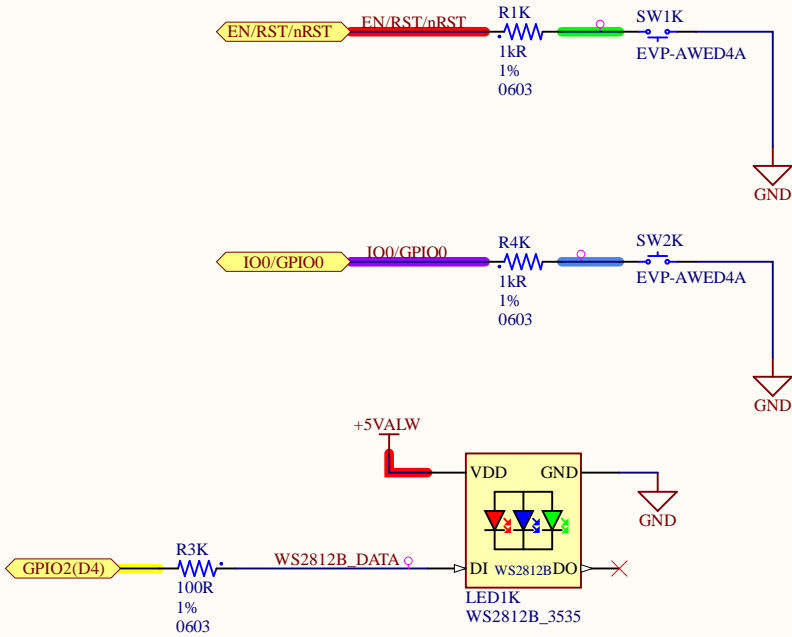 EN/RST/nRST
EN/RST/nRST
R1K
1kR
1%
0603
SW1K
EVP-AWED4A
GND
IO0/GPIO0
IO0/GPIO0
R4K
1kR
1%
0603
SW2K
EVP-AWED4A
GND
+5VALW
VDD
GND
GND
GPIO2(D4)
R3K
100R
1%
0603
WS2812B_DATA
DI
WS2812B
DO
LED1K
WS2812B_3535